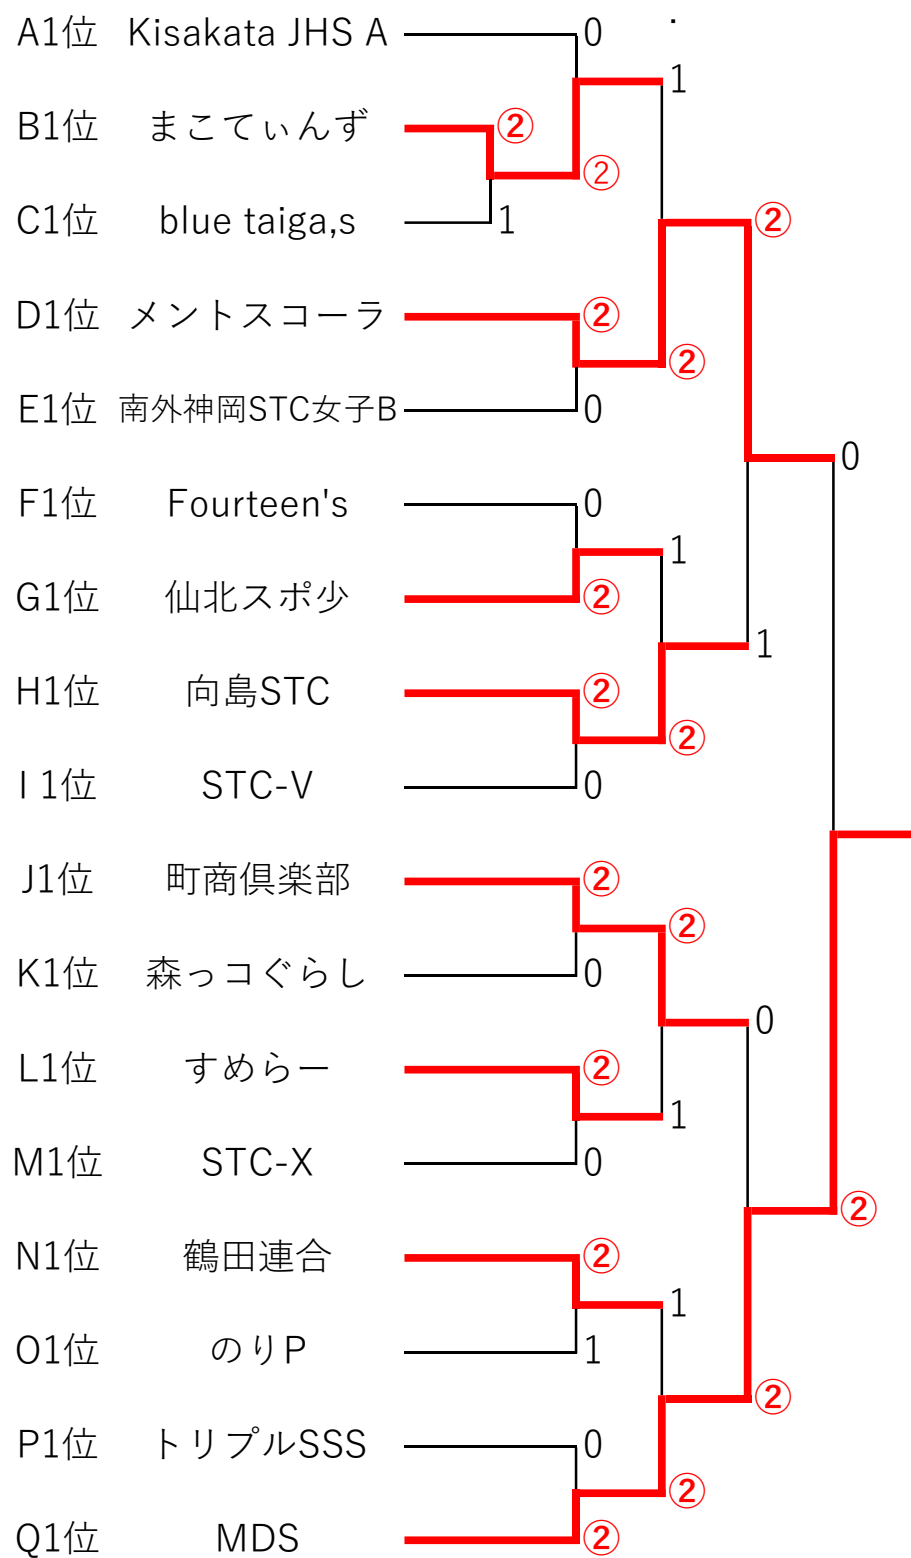 A1位 Kisakata JHS A 0 .
1
B1位 まこてぃんず ②
②
C1位 blue taiga,s 1 ②
D1位 メントスコーラ ②
②
E1位 南外神岡STC女子B 0
0
F1位 Fourteen's 0
1
G1位 仙北スポ少 ②
1
H1位 向島STC ②
②
I 1位 STC-V 0
J1位 町商倶楽部 ②
②
K1位 森っコぐらし 0
0
L1位 すめらー ②
1
M1位 STC-X 0
②
N1位 鶴田連合 ②
1
O1位 のりP 1
②
P1位 トリプルSSS 0
②
Q1位 MDS ②